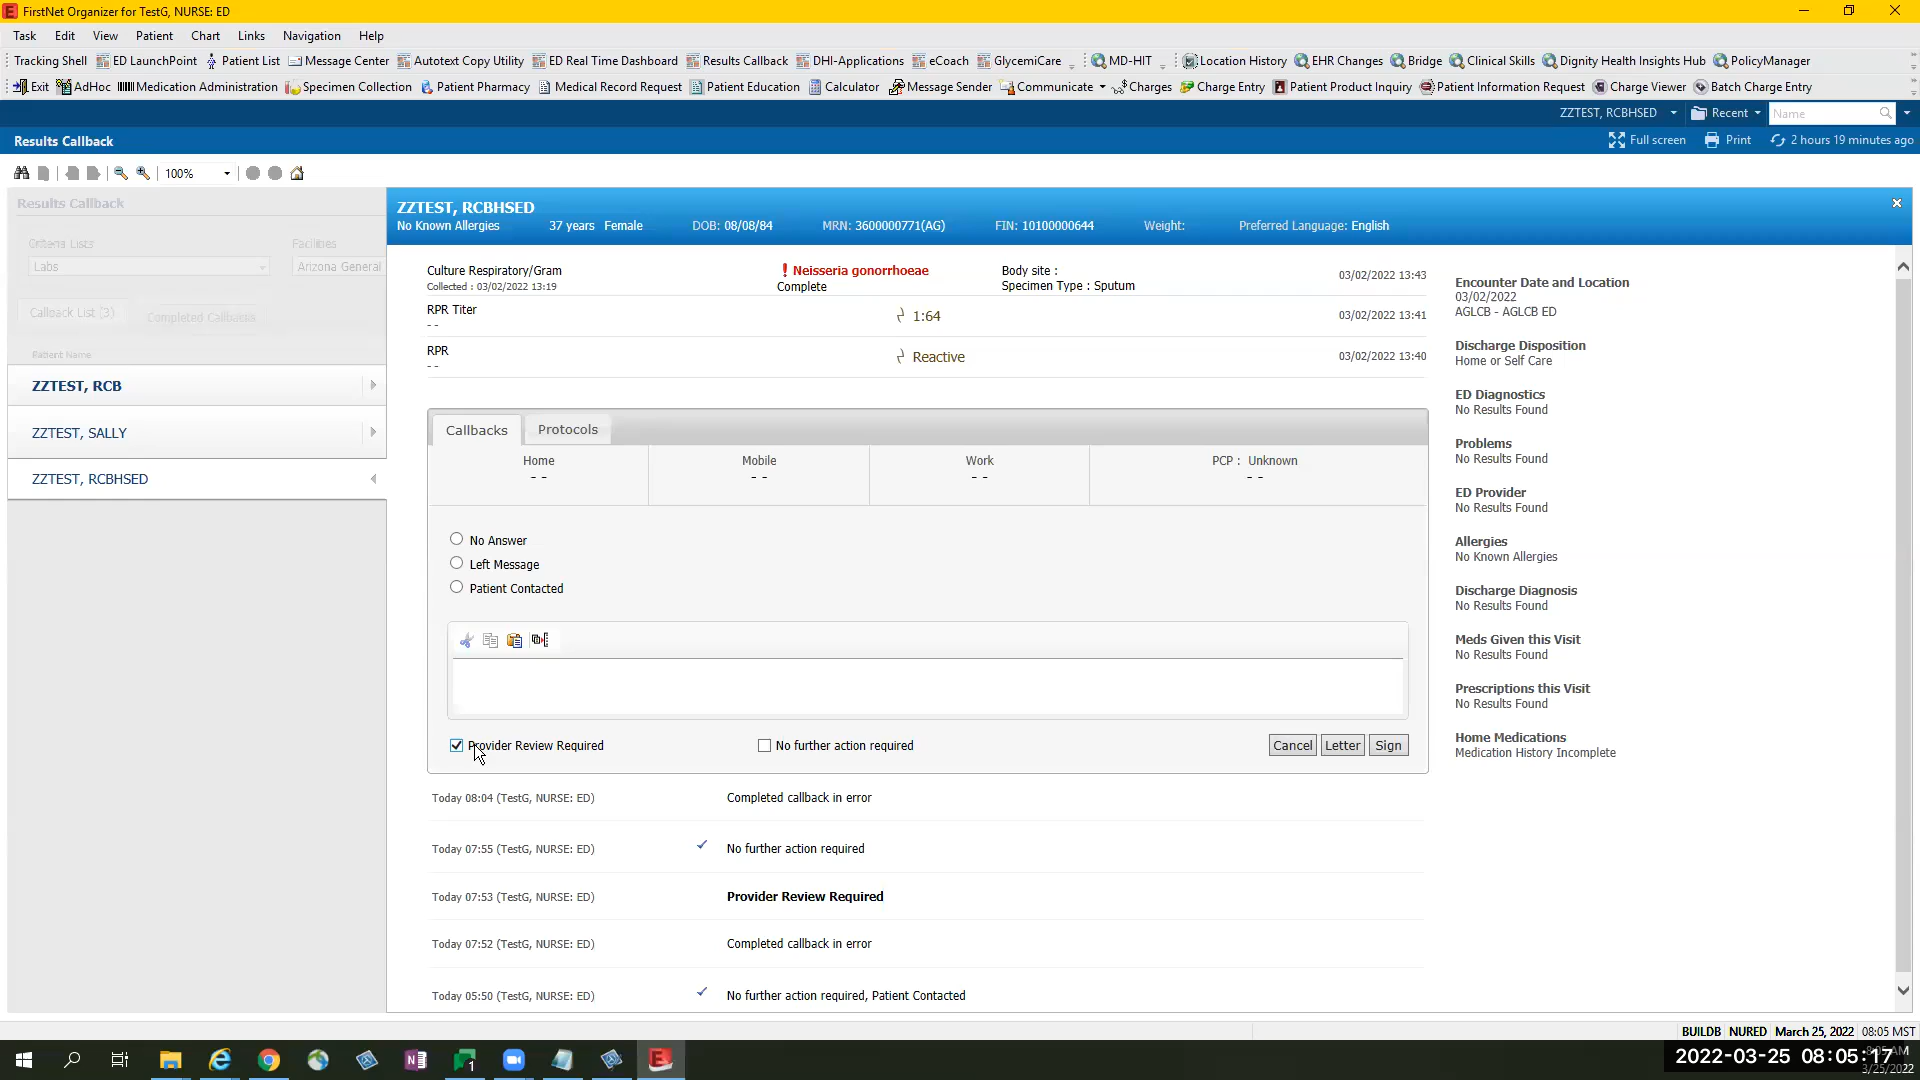 FirstNet Organizer for TestG, NURSE: ED
Task Edit View Patient Chart Links Navigation Help
Tracking Shell ED LaunchPoint Patient List Message Center Autotext Copy Utility ED Real Time Dashboard Results Callback DHI-Applications eCoach GlycemiCare MD-HIT Location History EHR Changes Bridge Clinical Skills Dignity Health Insights Hub PolicyManager
Exit AdHoc Medication Administration Specimen Collection Patient Pharmacy Medical Record Request Patient Education Calculator Message Sender Communicate Charges Charge Entry Patient Product Inquiry Patient Information Request Charge Viewer Batch Charge Entry
ZZTEST, RCBHSED Recent Name
Results Callback Full screen Print 2 hours 19 minutes ago
100%
Results Callback
Criteria Lists Facilities
Labs Arizona General
Callback List (3) Completed Callbacks
Patient Name
ZZTEST, RCB
ZZTEST, SALLY
ZZTEST, RCBHSED
ZZTEST, RCBHSED
No Known Allergies 37 years Female DOB: 08/08/84 MRN: 3600000771(AG) FIN: 10100000644 Weight: Preferred Language: English
Culture Respiratory/Gram ! Neisseria gonorrhoeae Body site : 03/02/2022 13:43
Collected : 03/02/2022 13:19 Complete Specimen Type : Sputum
RPR Titer 1:64 03/02/2022 13:41
- -
RPR Reactive 03/02/2022 13:40
- -
Callbacks Protocols
Home Mobile Work PCP : Unknown
- - - - - - - -
No Answer
Left Message
Patient Contacted
Provider Review Required No further action required Cancel Letter Sign
Today 08:04 (TestG, NURSE: ED) Completed callback in error
Today 07:55 (TestG, NURSE: ED) No further action required
Today 07:53 (TestG, NURSE: ED) Provider Review Required
Today 07:52 (TestG, NURSE: ED) Completed callback in error
Today 05:50 (TestG, NURSE: ED) No further action required, Patient Contacted
Encounter Date and Location
03/02/2022
AGLCB - AGLCB ED
Discharge Disposition
Home or Self Care
ED Diagnostics
No Results Found
Problems
No Results Found
ED Provider
No Results Found
Allergies
No Known Allergies
Discharge Diagnosis
No Results Found
Meds Given this Visit
No Results Found
Prescriptions this Visit
No Results Found
Home Medications
Medication History Incomplete
BUILDB NURED March 25, 2022 08:05 MST
2022-03-25 08:05:17
3/25/2022